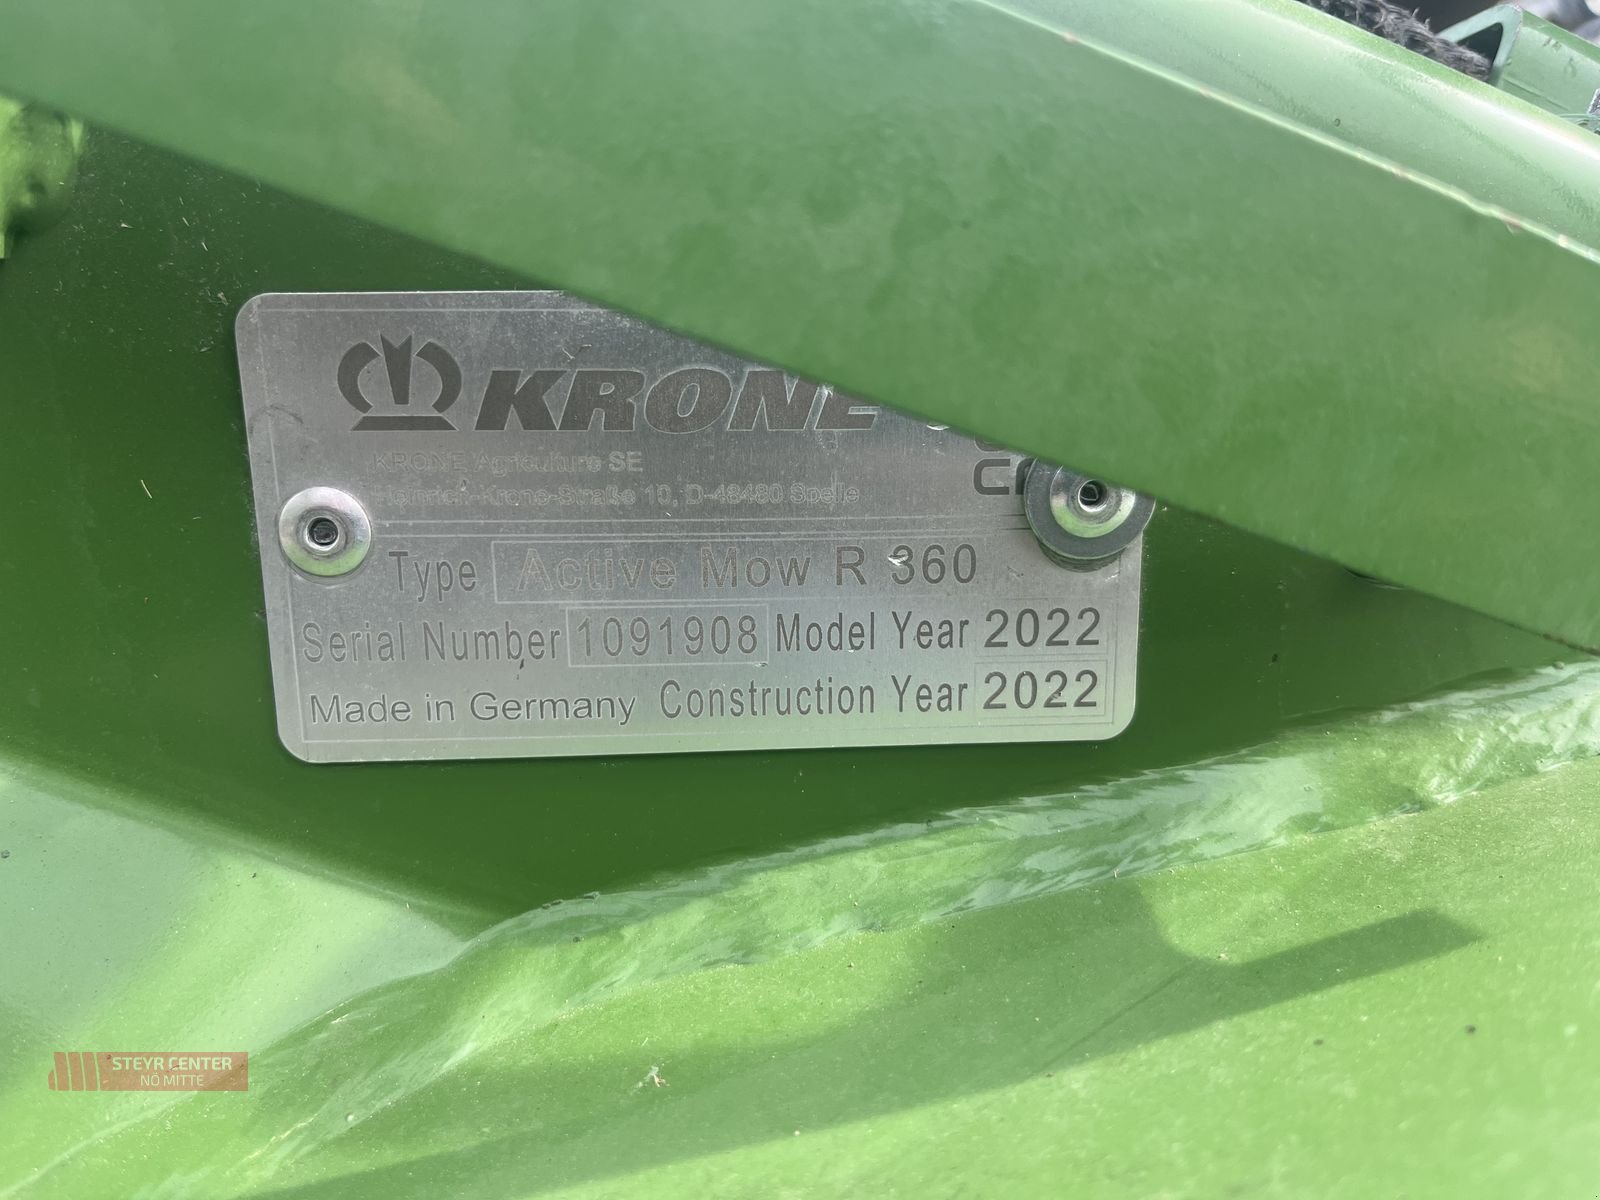 KRONE
KRONE Agriculture SE
Heinrich-Krone-Straße 10, D-48480 Spelle
Type Active Mow R 360
Serial Number 1091908 Model Year 2022
Made in Germany Construction Year 2022
STEYR CENTER
NÖ MITTE